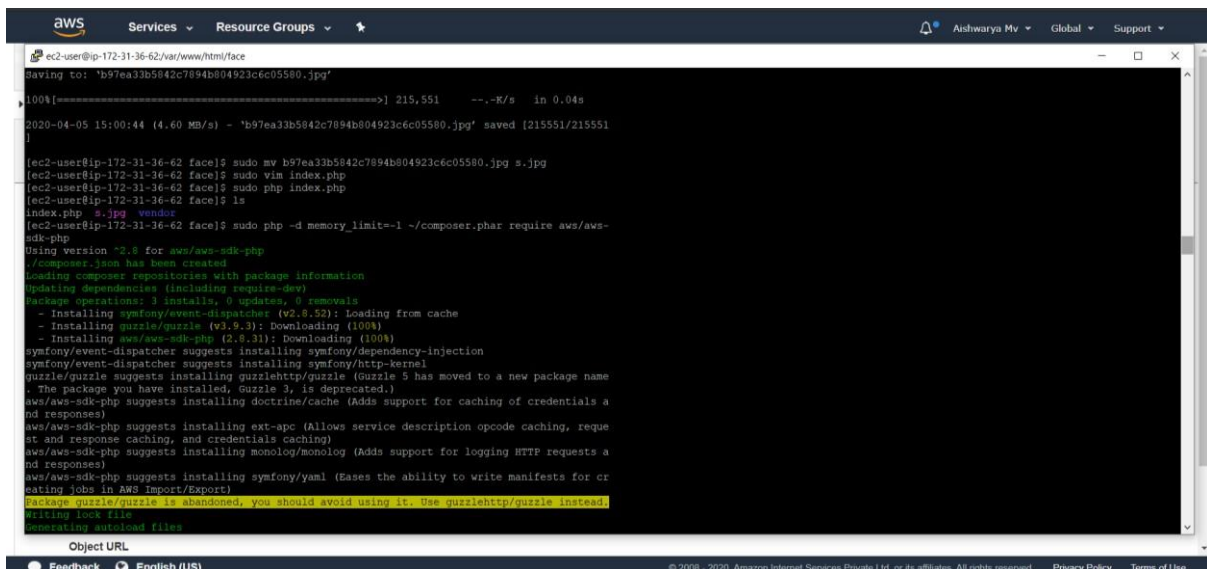 aws Services Resource Groups Aishwarya Mv Global Support
ec2-user@ip-172-31-36-62:/var/www/html/face
Saving to: ‘b97ea33b5842c7894b804923c6c05580.jpg’
100%[===================================================>] 215,551 --.-K/s in 0.04s
2020-04-05 15:00:44 (4.60 MB/s) - ‘b97ea33b5842c7894b804923c6c05580.jpg’ saved [215551/215551
]
[ec2-user@ip-172-31-36-62 face]$ sudo mv b97ea33b5842c7894b804923c6c05580.jpg s.jpg
[ec2-user@ip-172-31-36-62 face]$ sudo vim index.php
[ec2-user@ip-172-31-36-62 face]$ sudo php index.php
[ec2-user@ip-172-31-36-62 face]$ ls
index.php s.jpg vendor
[ec2-user@ip-172-31-36-62 face]$ sudo php -d memory_limit=-1 ~/composer.phar require aws/aws-
sdk-php
Using version ^2.8 for aws/aws-sdk-php
./composer.json has been created
Loading composer repositories with package information
Updating dependencies (including require-dev)
Package operations: 3 installs, 0 updates, 0 removals
- Installing symfony/event-dispatcher (v2.8.52): Loading from cache
- Installing guzzle/guzzle (v3.9.3): Downloading (100%)
- Installing aws/aws-sdk-php (2.8.31): Downloading (100%)
symfony/event-dispatcher suggests installing symfony/dependency-injection
symfony/event-dispatcher suggests installing symfony/http-kernel
guzzle/guzzle suggests installing guzzlehttp/guzzle (Guzzle 5 has moved to a new package name
. The package you have installed, Guzzle 3, is deprecated.)
aws/aws-sdk-php suggests installing doctrine/cache (Adds support for caching of credentials a
nd responses)
aws/aws-sdk-php suggests installing ext-apc (Allows service description opcode caching, reque
st and response caching, and credentials caching)
aws/aws-sdk-php suggests installing monolog/monolog (Adds support for logging HTTP requests a
nd responses)
aws/aws-sdk-php suggests installing symfony/yaml (Eases the ability to write manifests for cr
eating jobs in AWS Import/Export)
Package guzzle/guzzle is abandoned, you should avoid using it. Use guzzlehttp/guzzle instead.
Writing lock file
Generating autoload files
Object URL
Feedback English (US) © 2008 - 2020, Amazon Internet Services Private Ltd. or its affiliates. All rights reserved. Privacy Policy Terms of Use